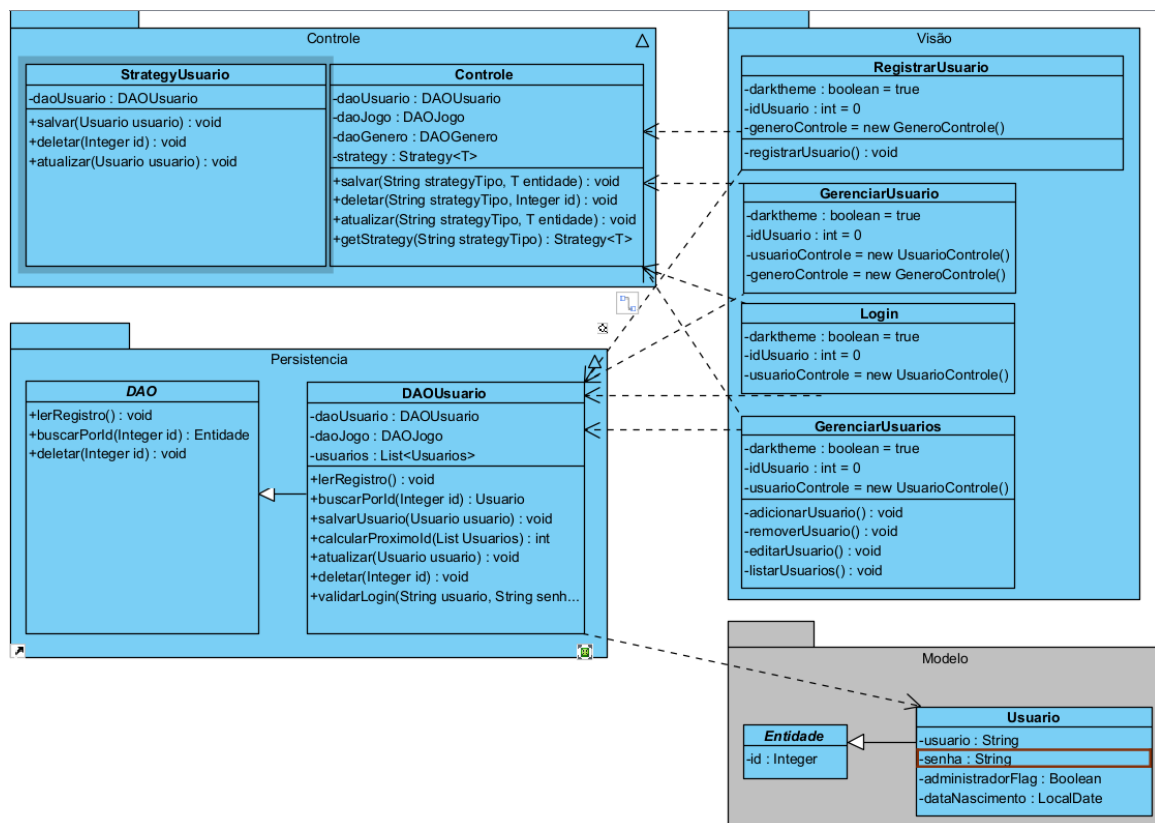 Controle
StrategyUsuario
-daoUsuario : DAOUsuario
+salvar(Usuario usuario) : void
+deletar(Integer id) : void
+atualizar(Usuario usuario) : void
Controle
-daoUsuario : DAOUsuario
-daoJogo : DAOJogo
-daoGenero : DAOGenero
-strategy : Strategy<T>
+salvar(String strategyTipo, T entidade) : void
+deletar(String strategyTipo, Integer id) : void
+atualizar(String strategyTipo, T entidade) : void
+getStrategy(String strategyTipo) : Strategy<T>
Visão
RegistrarUsuario
-darktheme : boolean = true
-idUsuario : int = 0
-generoControle = new GeneroControle()
-registrarUsuario() : void
GerenciarUsuario
-darktheme : boolean = true
-idUsuario : int = 0
-usuarioControle = new UsuarioControle()
-generoControle = new GeneroControle()
Login
-darktheme : boolean = true
-idUsuario : int = 0
-usuarioControle = new UsuarioControle()
GerenciarUsuarios
-darktheme : boolean = true
-idUsuario : int = 0
-usuarioControle = new UsuarioControle()
-adicionarUsuario() : void
-removerUsuario() : void
-editarUsuario() : void
-listarUsuarios() : void
Persistencia
DAO
+lerRegistro() : void
+buscarPorId(Integer id) : Entidade
+deletar(Integer id) : void
DAOUsuario
-daoUsuario : DAOUsuario
-daoJogo : DAOJogo
-usuarios : List<Usuarios>
+lerRegistro() : void
+buscarPorId(Integer id) : Usuario
+salvarUsuario(Usuario usuario) : void
+calcularProximoId(List Usuarios) : int
+atualizar(Usuario usuario) : void
+deletar(Integer id) : void
+validarLogin(String usuario, String senh...
Modelo
Entidade
-id : Integer
Usuario
-usuario : String
-senha : String
-administradorFlag : Boolean
-dataNascimento : LocalDate